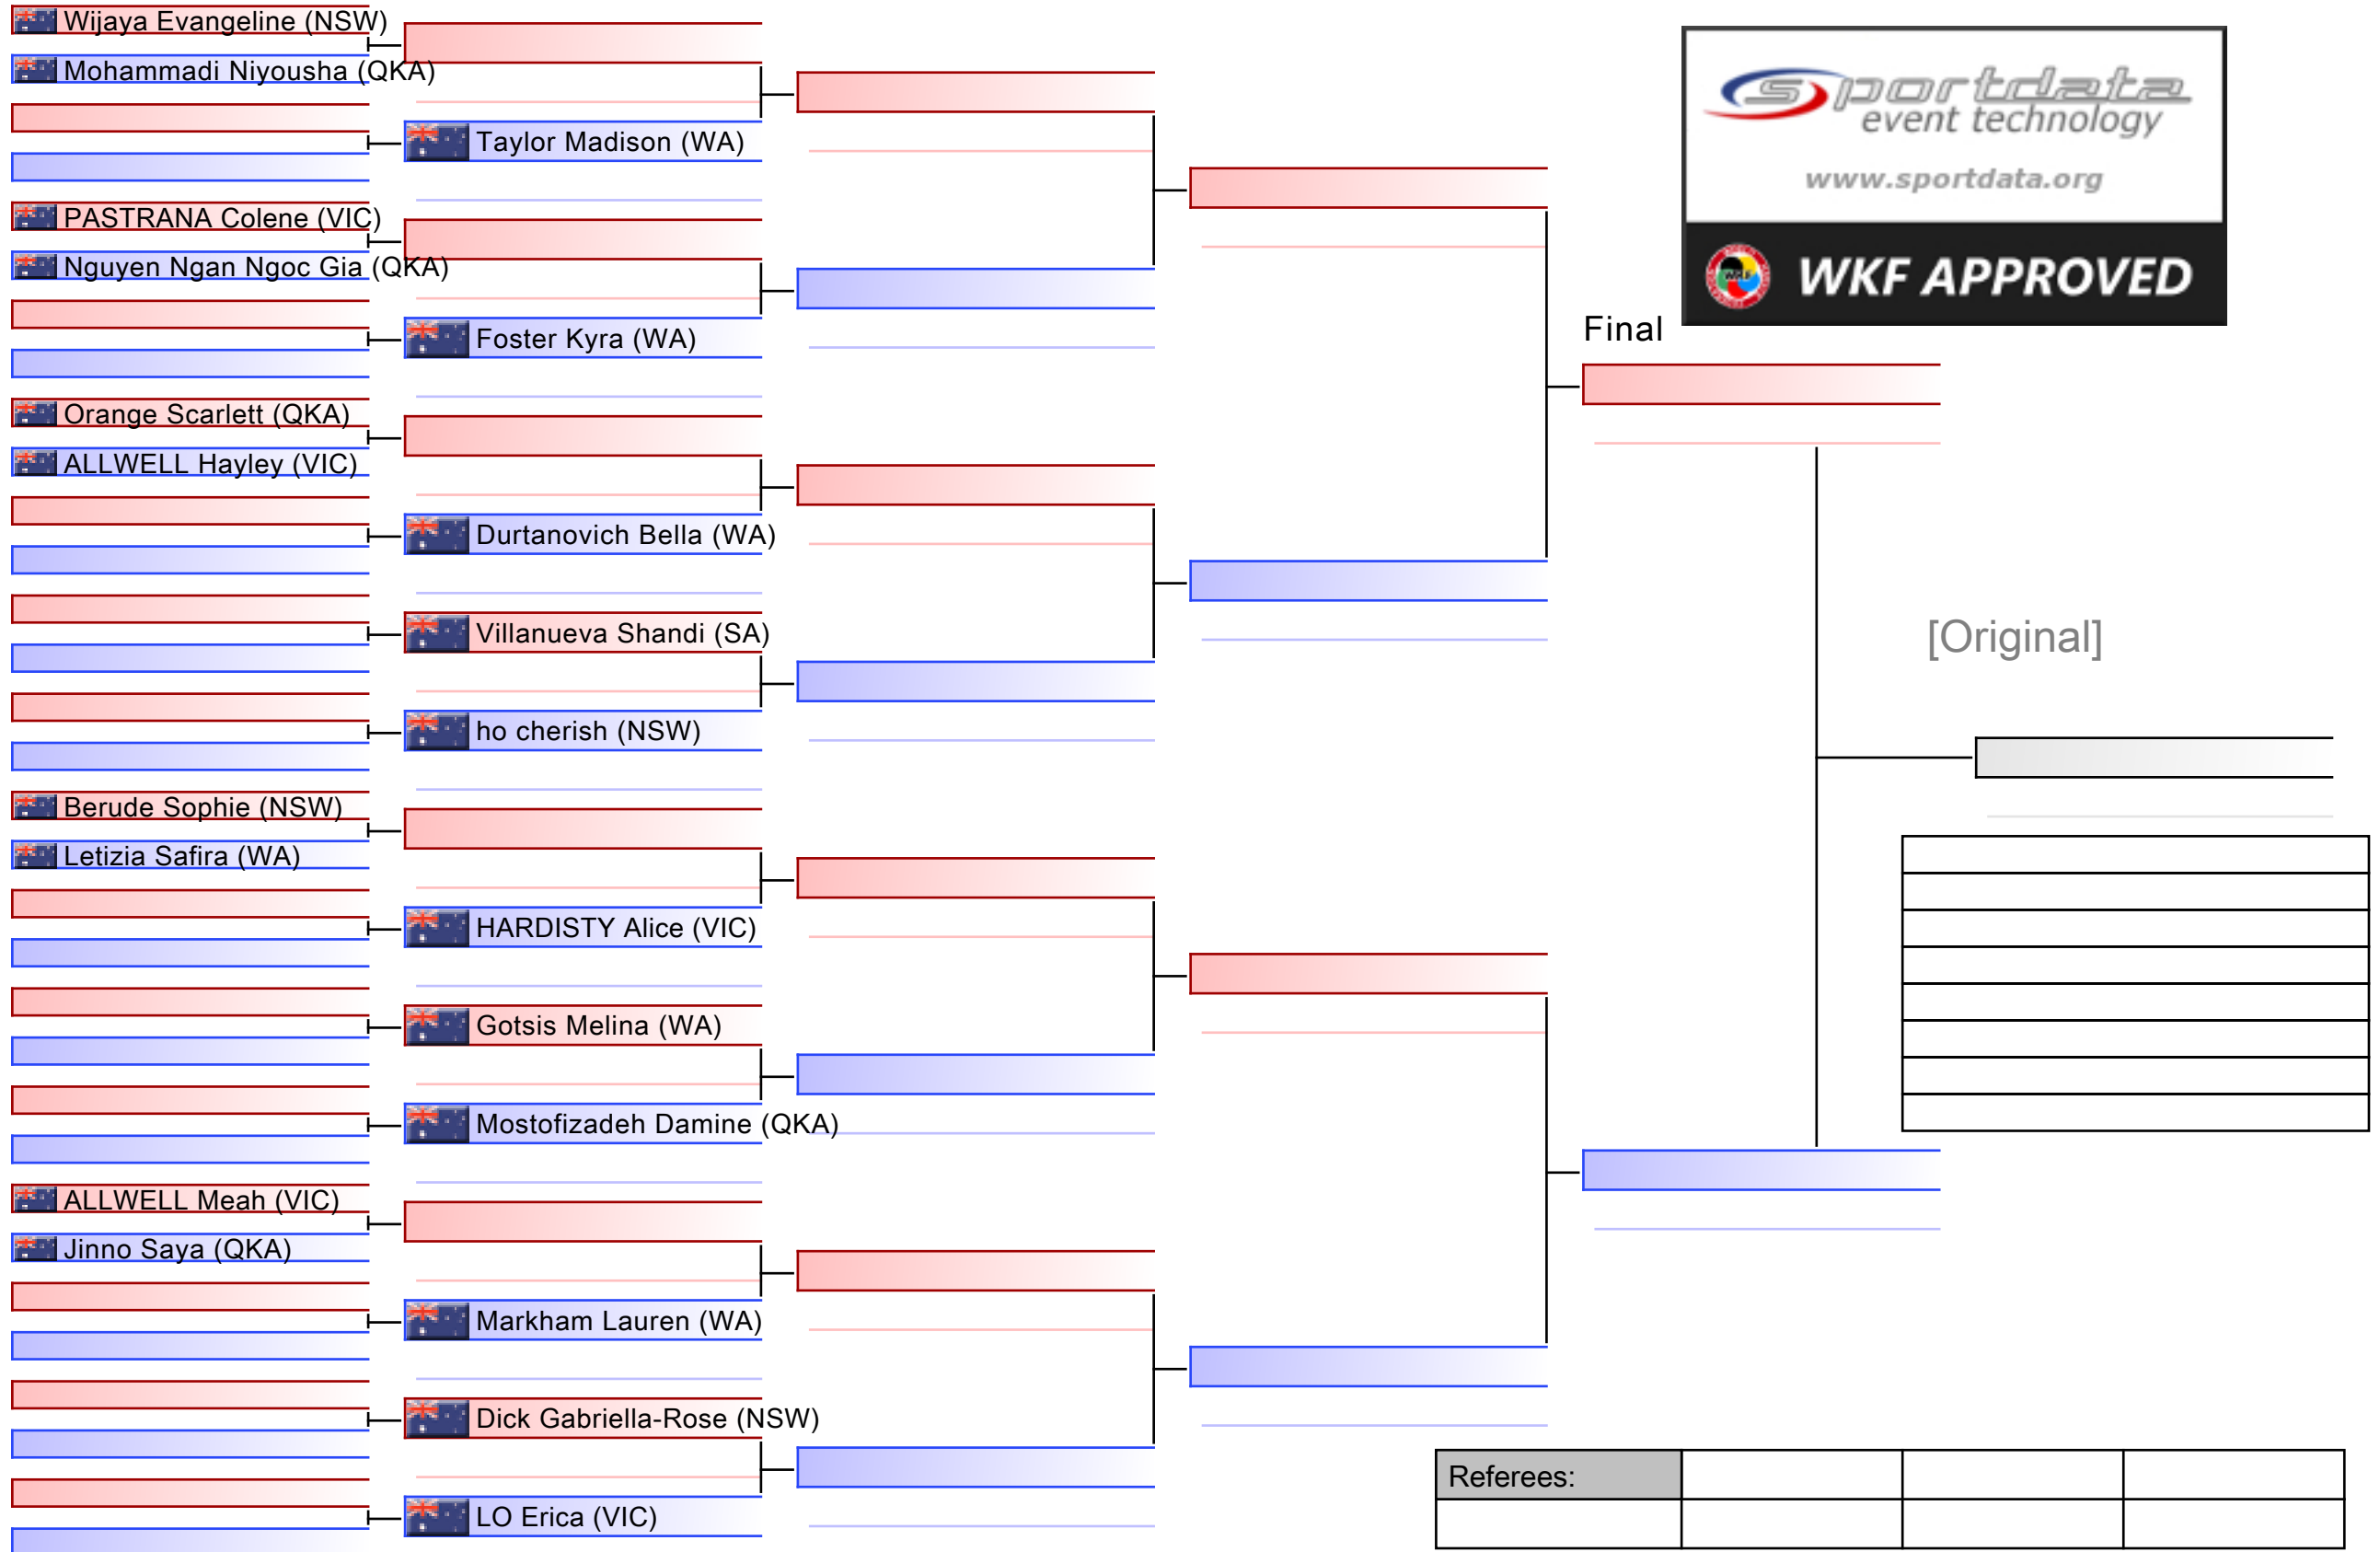 Wijaya Evangeline (NSW)
Mohammadi Niyousha (QKA)
Taylor Madison (WA)
PASTRANA Colene (VIC)
Nguyen Ngan Ngoc Gia (QKA)
Foster Kyra (WA)
Orange Scarlett (QKA)
ALLWELL Hayley (VIC)
Durtanovich Bella (WA)
Villanueva Shandi (SA)
ho cherish (NSW)
Berude Sophie (NSW)
Letizia Safira (WA)
HARDISTY Alice (VIC)
Gotsis Melina (WA)
Mostofizadeh Damine (QKA)
ALLWELL Meah (VIC)
Jinno Saya (QKA)
Markham Lauren (WA)
Dick Gabriella-Rose (NSW)
LO Erica (VIC)
sportdata
event technology
www.sportdata.org
WKF APPROVED
Final
[Original]
Referees: